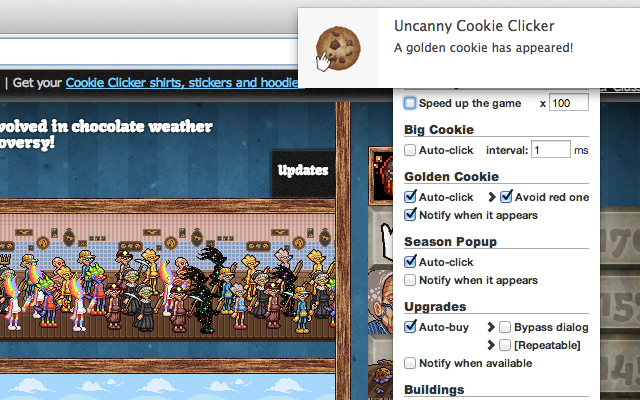 Uncanny Cookie Clicker
A golden cookie has appeared!
| Get your Cookie Clicker shirts, stickers and hoodie
volved in chocolate weather
oversy!
Updates
Speed up the game x 100
Big Cookie
Auto-click interval: 1 ms
Golden Cookie
Auto-click Avoid red one
Notify when it appears
Season Popup
Auto-click
Notify when it appears
Upgrades
Auto-buy Bypass dialog
[Repeatable]
Notify when available
Buildings